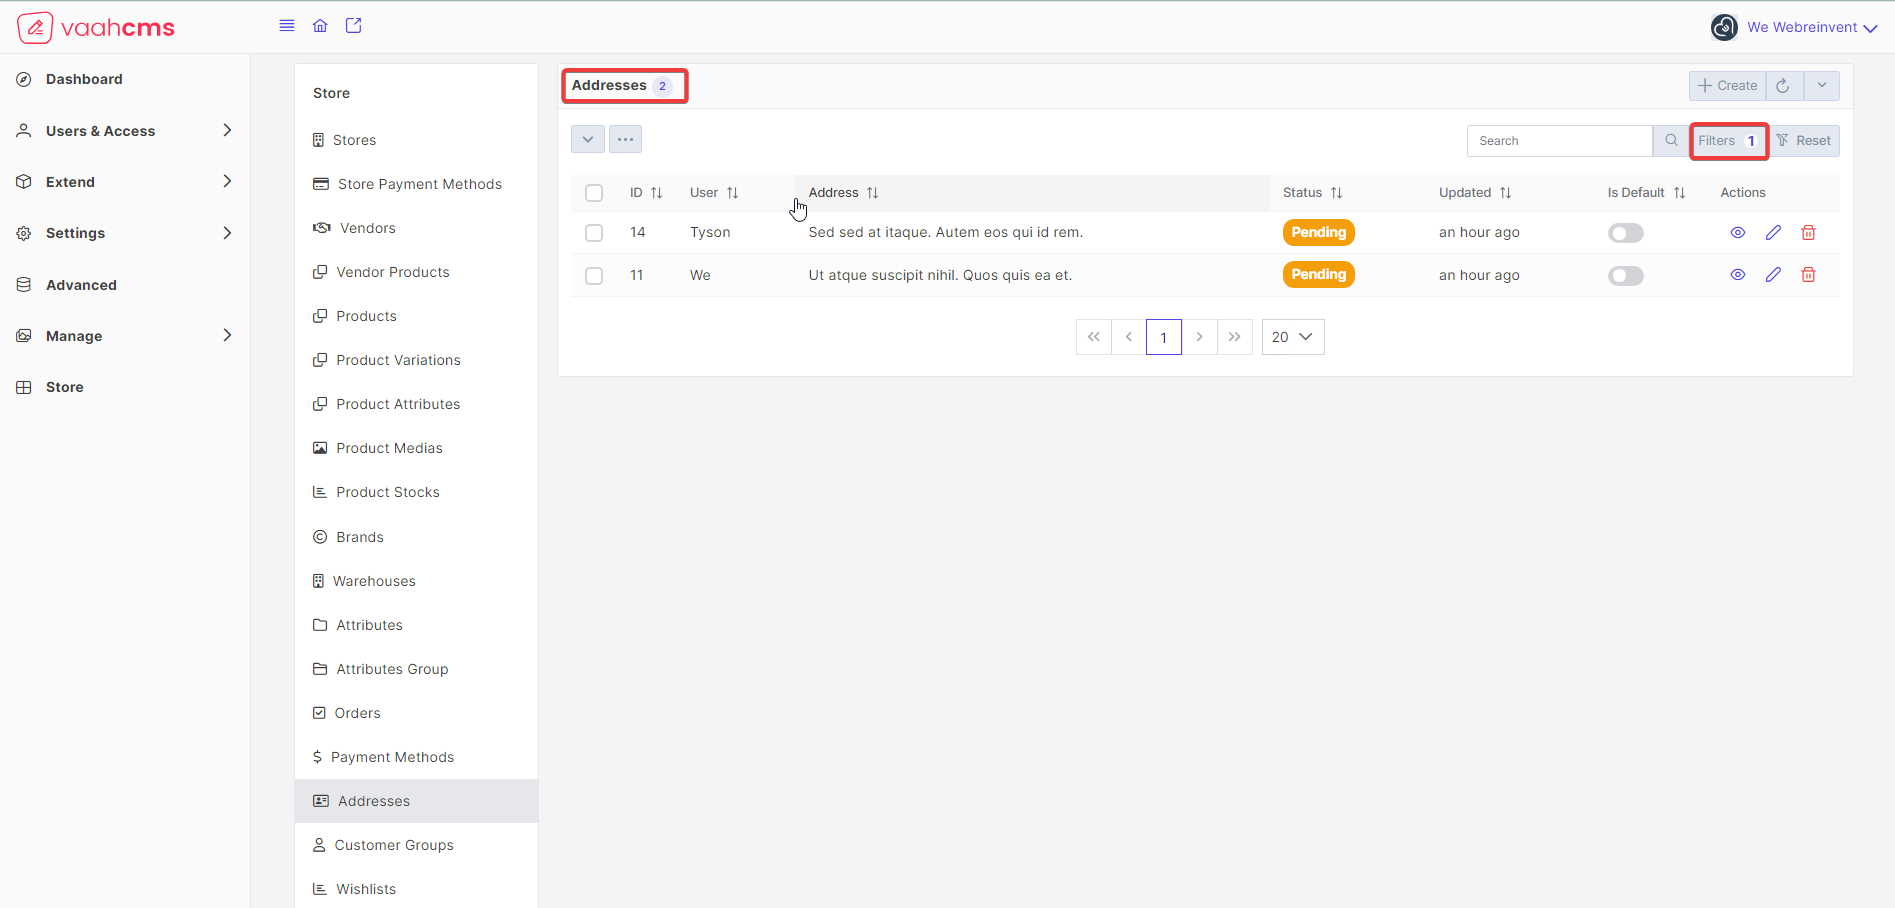 vaahcms
We Webreinvent
Dashboard
Users & Access
Extend
Settings
Advanced
Manage
Store
Store
Stores
Store Payment Methods
Vendors
Vendor Products
Products
Product Variations
Product Attributes
Product Medias
Product Stocks
Brands
Warehouses
Attributes
Attributes Group
Orders
Payment Methods
Addresses
Customer Groups
Wishlists
Addresses 2
Create
Search
Filters 1
Reset
ID User Address Status Updated Is Default Actions
14 Tyson Sed sed at itaque. Autem eos qui id rem. Pending an hour ago
11 We Ut atque suscipit nihil. Quos quis ea et. Pending an hour ago
1 20